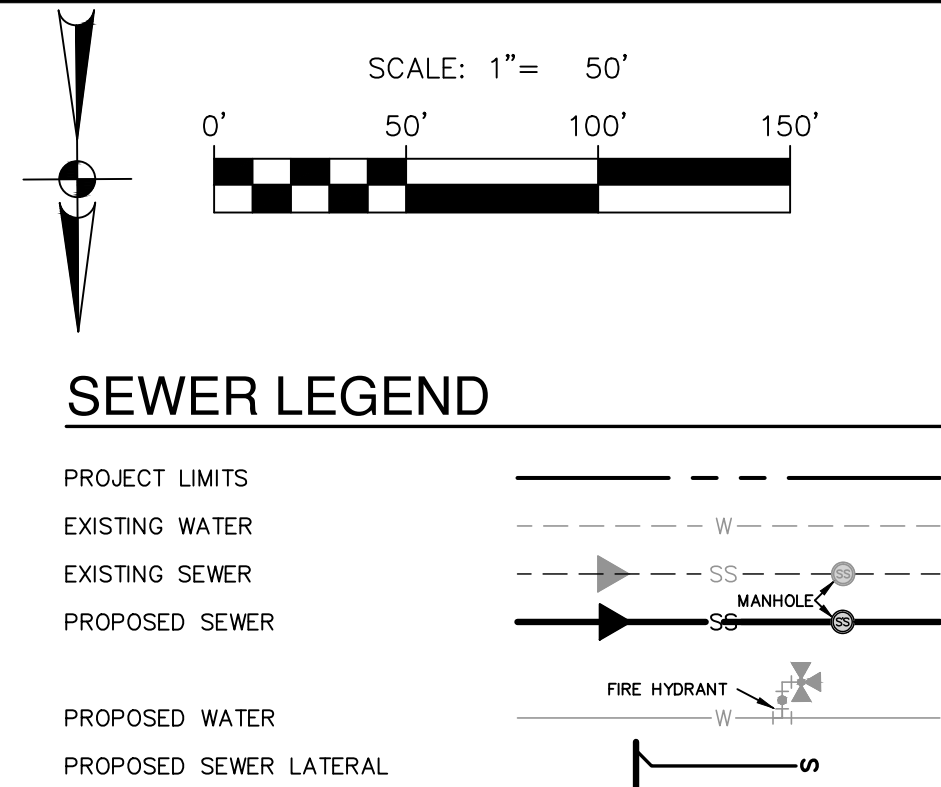 SCALE: 1"= 50'
0' 50' 100' 150'
SEWER LEGEND
PROJECT LIMITS
EXISTING WATER W
EXISTING SEWER SS SS
MANHOLE
PROPOSED SEWER SS SS
FIRE HYDRANT
PROPOSED WATER W
PROPOSED SEWER LATERAL S